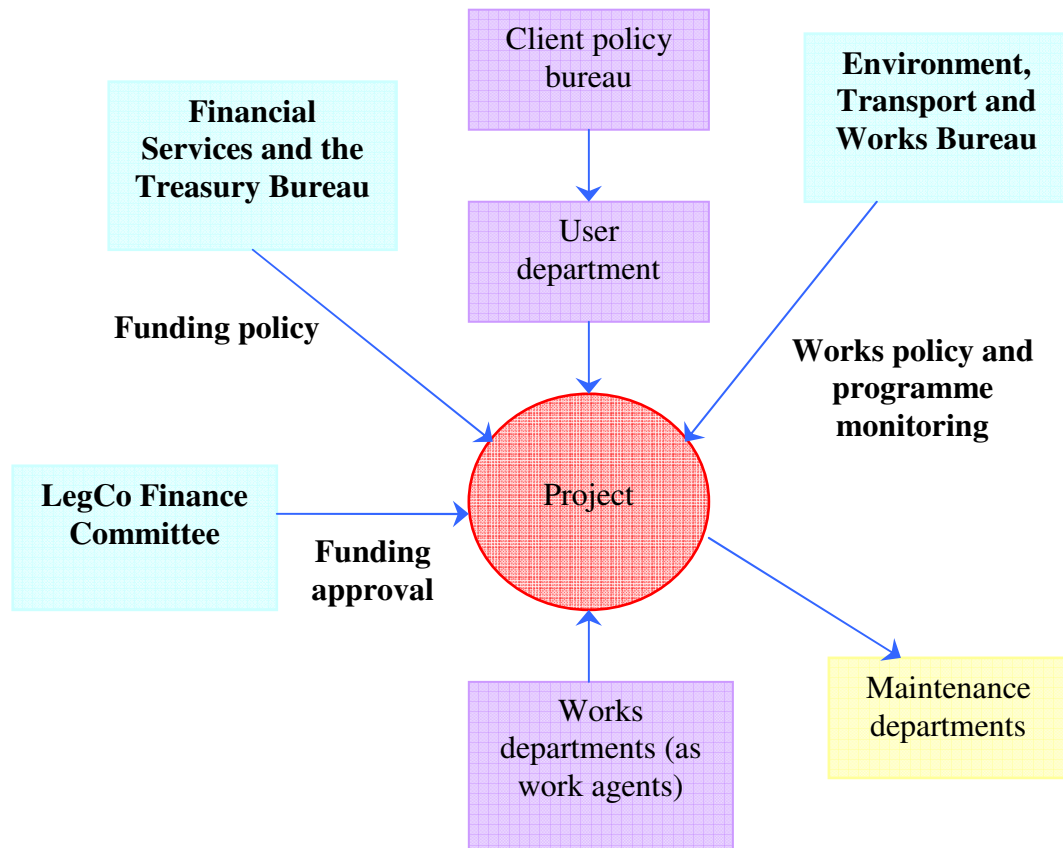 Client policy
bureau
Environment,
Transport and
Works Bureau
Financial
Services and the
Treasury Bureau
User
department
Funding policy
Works policy and
programme
monitoring
LegCo Finance
Committee
Project
Funding
approval
Works
departments (as
work agents)
Maintenance
departments